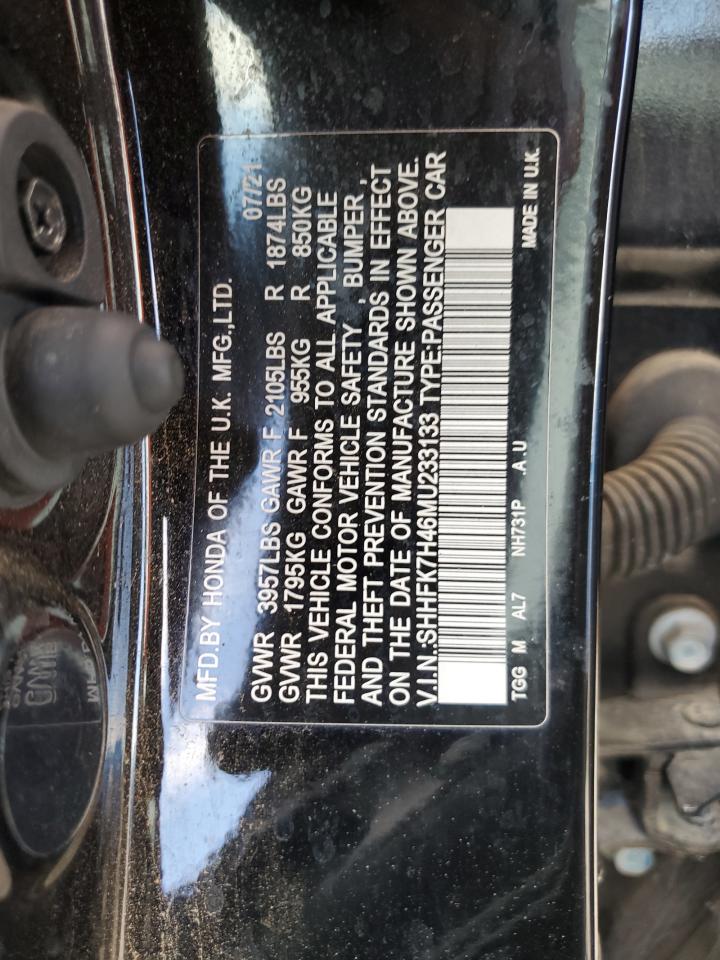 MFD.BY HONDA OF THE U.K. MFG.,LTD. 07/21
GVWR 3957LBS GAWR F 2105LBS R 1874LBS
GVWR 1795KG GAWR F 955KG R 850KG
THIS VEHICLE CONFORMS TO ALL APPLICABLE
FEDERAL MOTOR VEHICLE SAFETY , BUMPER ,
AND THEFT PREVENTION STANDARDS IN EFFECT
ON THE DATE OF MANUFACTURE SHOWN ABOVE.
V.I.N.:SHHFK7H46MU233133 TYPE:PASSENGER CAR
TGG M AL7 NH731P .A.U MADE IN U.K.